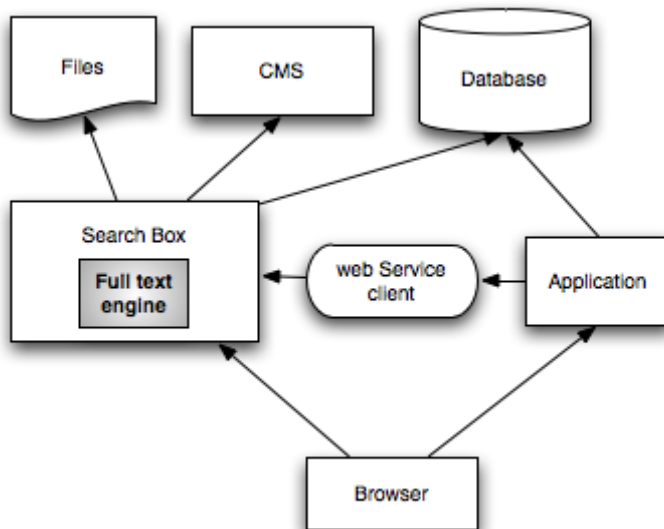 Files
CMS
Database
Search Box
Full text
engine
web Service
client
Application
Browser